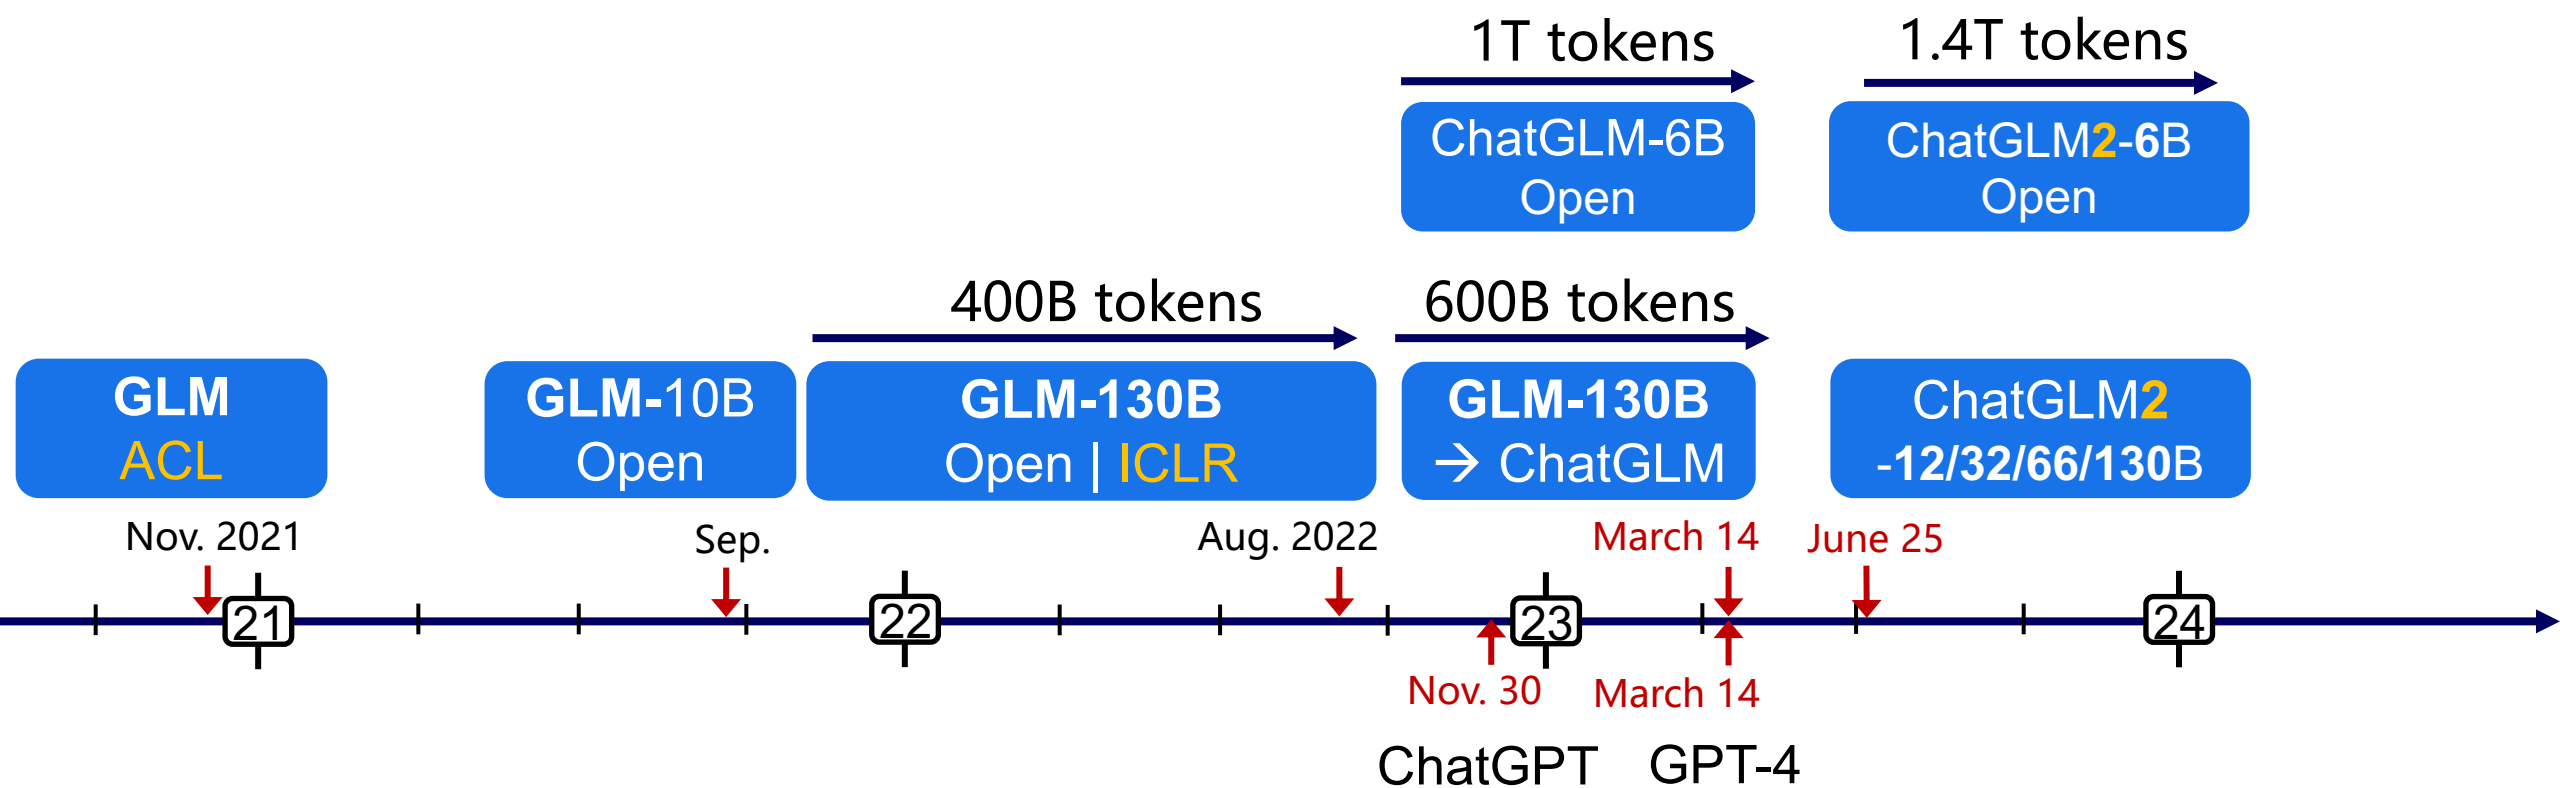 1T tokens
1.4T tokens
ChatGLM-6B
Open
ChatGLM2-6B
Open
400B tokens
600B tokens
GLM
ACL
GLM-10B
Open
GLM-130B
Open | ICLR
GLM-130B
→ ChatGLM
ChatGLM2
-12/32/66/130B
Nov. 2021
Sep.
Aug. 2022
March 14
June 25
21
22
23
24
Nov. 30
March 14
ChatGPT
GPT-4